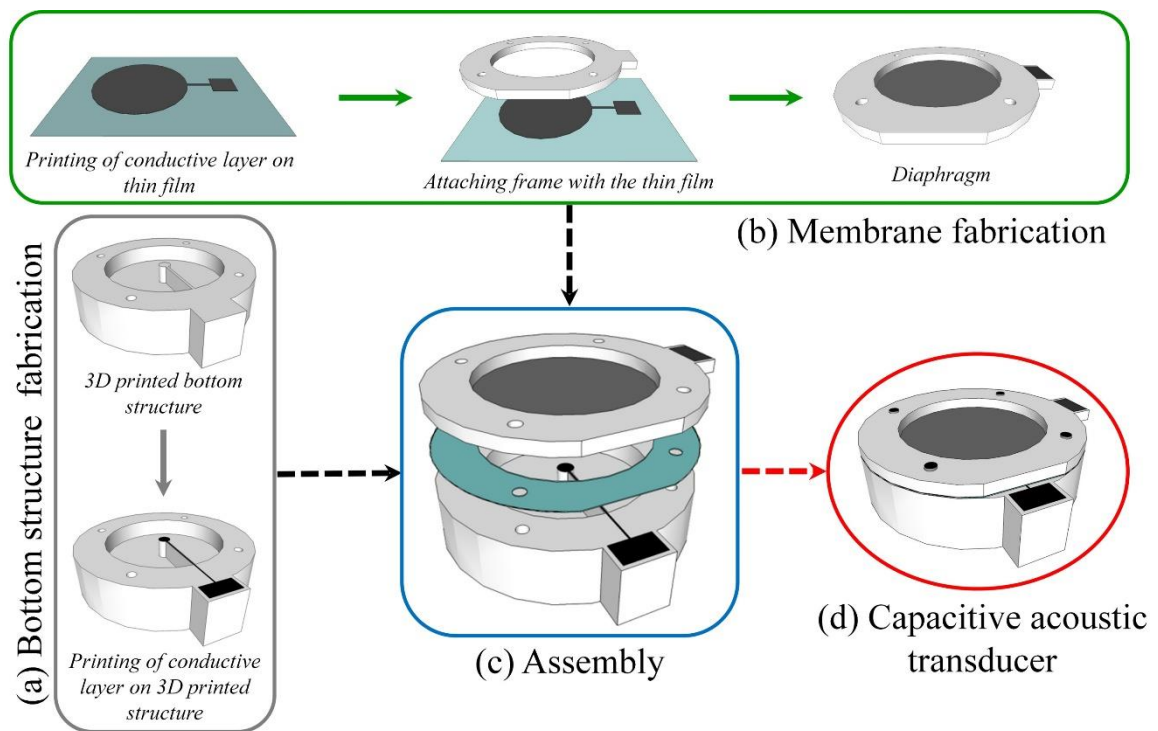 Printing of conductive layer on
thin film
Attaching frame with the thin film
Diaphragm
(b) Membrane fabrication
(a) Bottom structure fabrication
3D printed bottom
structure
Printing of conductive
layer on 3D printed
structure
(c) Assembly
(d) Capacitive acoustic
transducer